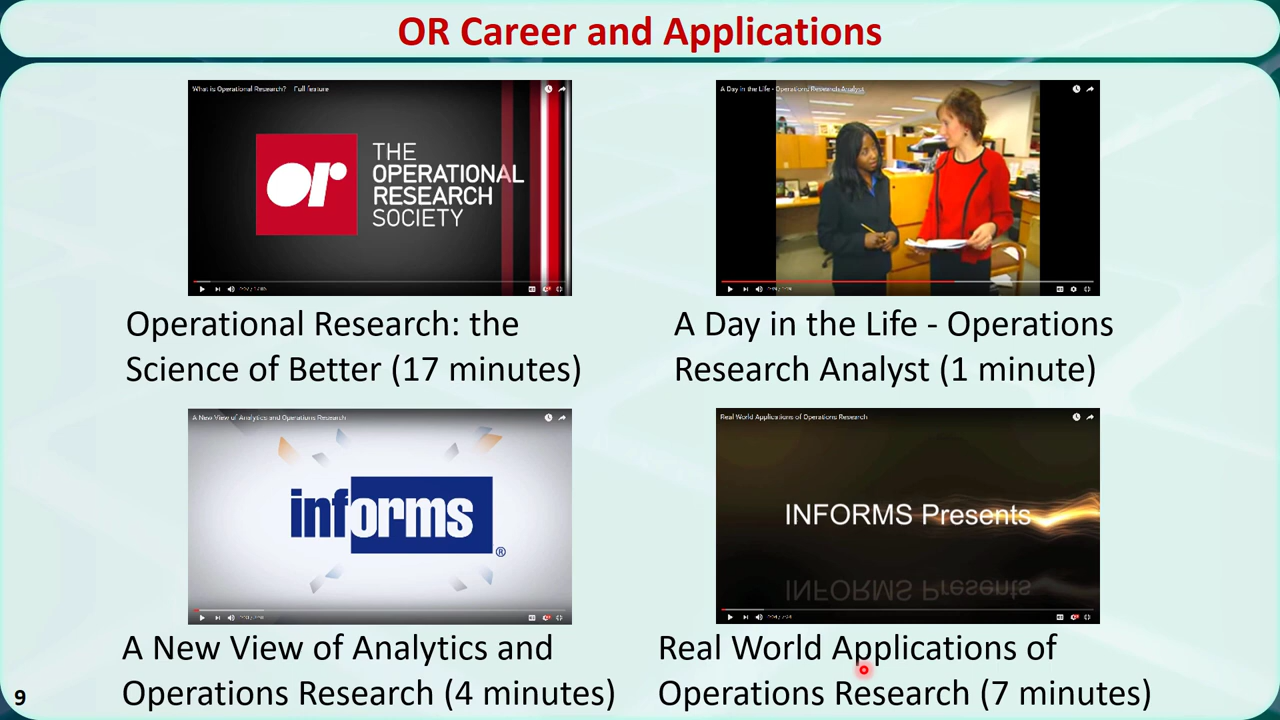 OR Career and Applications
What is Operational Research? Full feature
or
THE
OPERATIONAL
RESEARCH
SOCIETY
A Day in the Life - Operations Research Analyst
Operational Research: the
Science of Better (17 minutes)
A Day in the Life - Operations
Research Analyst (1 minute)
A New View of Analytics and Operations Research
informs
®
Real World Applications of Operations Research
INFORMS Presents
INFORMS Presents
A New View of Analytics and
Operations Research (4 minutes)
Real World Applications of
Operations Research (7 minutes)
9